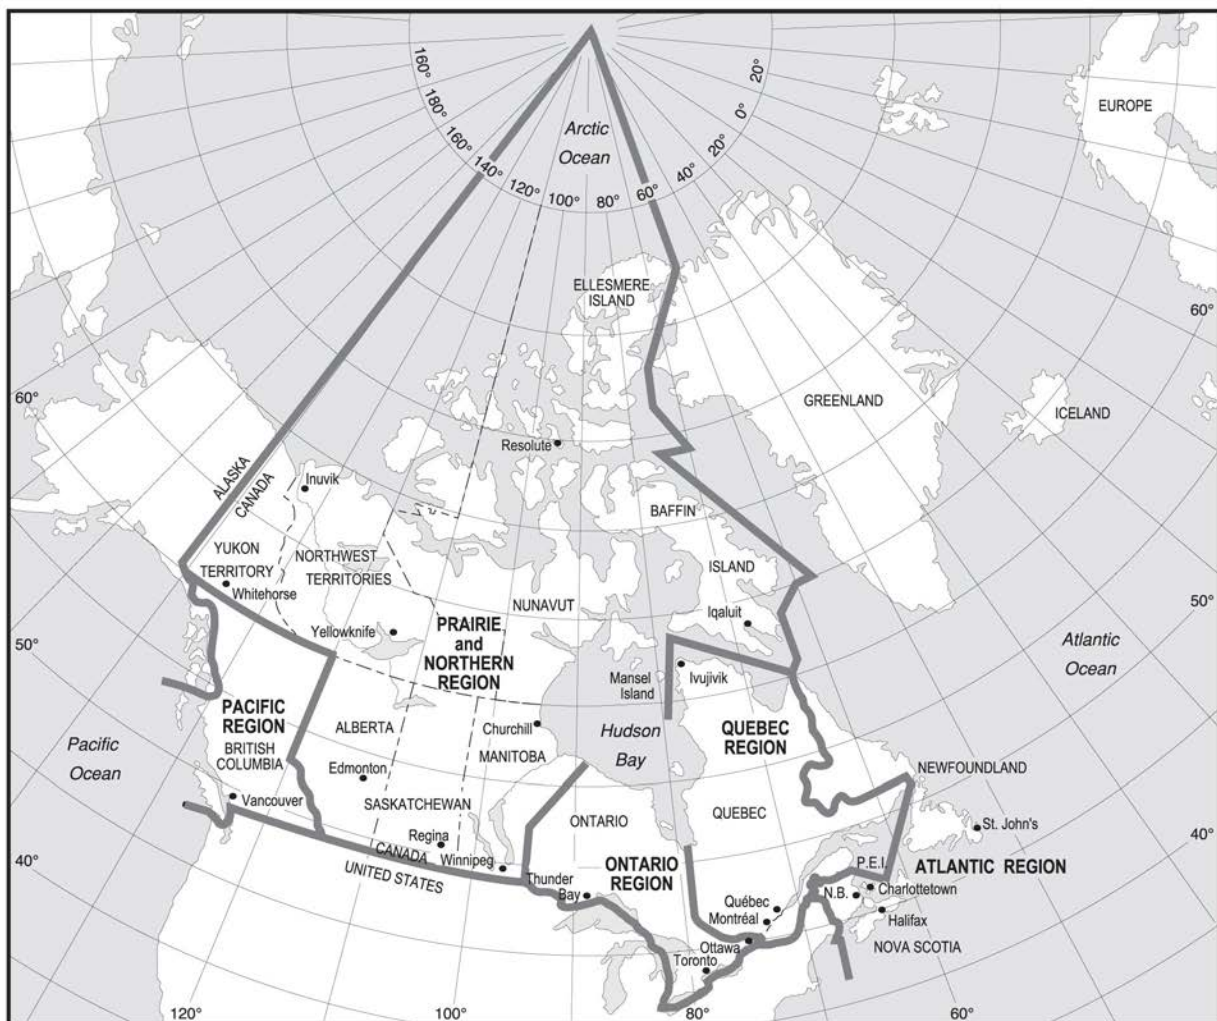 160°
180°
160°
140°
120°
100°
80°
60°
40°
20°
0°
20°
Arctic
Ocean
EUROPE
ELLESMERE
ISLAND
60°
GREENLAND
ICELAND
60°
Resolute
ALASKA
CANADA
Inuvik
BAFFIN
ISLAND
YUKON
TERRITORY
Whitehorse
NORTHWEST
TERRITORIES
NUNAVUT
Iqaluit
50°
Yellowknife
PRAIRIE
and
NORTHERN
REGION
Atlantic
Ocean
50°
Mansel
Island
Ivujivik
PACIFIC
REGION
BRITISH
COLUMBIA
ALBERTA
Churchill
MANITOBA
Hudson
Bay
QUEBEC
REGION
Pacific
Ocean
NEWFOUNDLAND
Edmonton
Vancouver
SASKATCHEWAN
ONTARIO
QUEBEC
St. John's
40°
Regina
CANADA
Winnipeg
UNITED STATES
Thunder
Bay
ONTARIO
REGION
P.E.I.
ATLANTIC REGION
40°
N.B.
Charlottetown
Québec
Montréal
Halifax
Ottawa
Toronto
NOVA SCOTIA
120°
100°
80°
60°